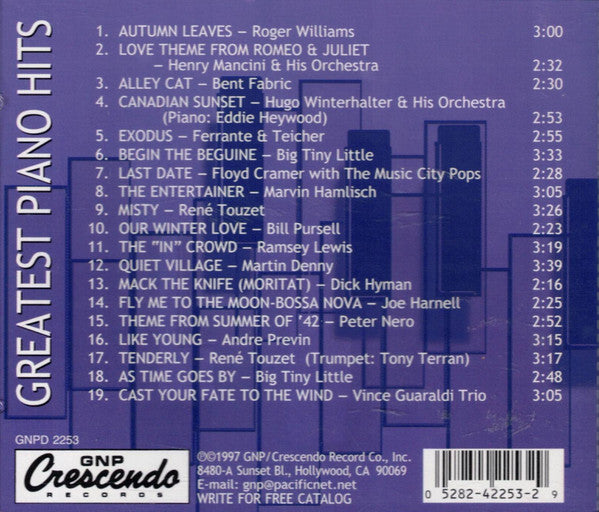 GREATEST PIANO HITS
1. AUTUMN LEAVES – Roger Williams 3:00
2. LOVE THEME FROM ROMEO & JULIET
– Henry Mancini & His Orchestra 2:32
3. ALLEY CAT – Bent Fabric 2:30
4. CANADIAN SUNSET – Hugo Winterhalter & His Orchestra
(Piano: Eddie Heywood) 2:53
5. EXODUS – Ferrante & Teicher 2:55
6. BEGIN THE BEGUINE – Big Tiny Little 3:33
7. LAST DATE – Floyd Cramer with The Music City Pops 2:28
8. THE ENTERTAINER – Marvin Hamlisch 3:05
9. MISTY – René Touzet 3:26
10. OUR WINTER LOVE – Bill Pursell 2:23
11. THE "IN" CROWD – Ramsey Lewis 3:19
12. QUIET VILLAGE – Martin Denny 3:39
13. MACK THE KNIFE (MORITAT) – Dick Hyman 2:16
14. FLY ME TO THE MOON-BOSSA NOVA – Joe Harnell 2:25
15. THEME FROM SUMMER OF '42 – Peter Nero 2:52
16. LIKE YOUNG – Andre Previn 3:15
17. TENDERLY – René Touzet (Trumpet: Tony Terran) 3:17
18. AS TIME GOES BY – Big Tiny Little 2:48
19. CAST YOUR FATE TO THE WIND – Vince Guaraldi Trio 3:05
GNPD 2253
GNP
Crescendo
RECORDS
℗©1997 GNP/Crescendo Record Co., Inc.
8480-A Sunset Bl., Hollywood, CA 90069
E-mail: gnp@pacificnet.net
WRITE FOR FREE CATALOG
0 5282-42253-2 9